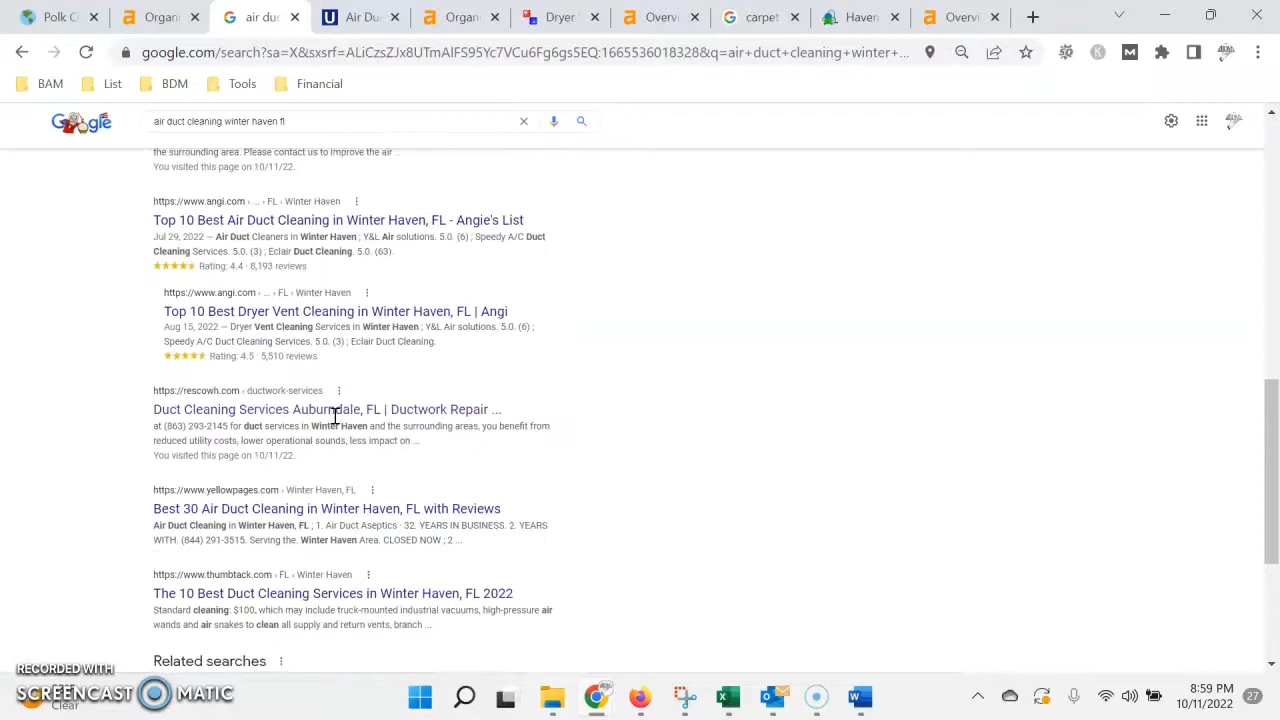 Polk C
Organi
air duc
Air Du
Organ
Dryer
Overv
carpet
Haven
Overvi
google.com/search?sa=X&sxsrf=ALiCzsZJx8UTmAlFS95Yc7VCu6Fg6gs5EQ:1665536018328&q=air+duct+cleaning+winter+...
BAM
List
BDM
Tools
Financial
Google
air duct cleaning winter haven fl
the surrounding area. Please contact us to improve the air ...
You visited this page on 10/11/22.
https://www.angi.com › ... › FL › Winter Haven
Top 10 Best Air Duct Cleaning in Winter Haven, FL - Angie's List
Jul 29, 2022 — Air Duct Cleaners in Winter Haven ; Y&L Air solutions. 5.0. (6) ; Speedy A/C Duct
Cleaning Services. 5.0. (3) ; Eclair Duct Cleaning. 5.0. (63).
Rating: 4.4 · 8,193 reviews
https://www.angi.com › ... › FL › Winter Haven
Top 10 Best Dryer Vent Cleaning in Winter Haven, FL | Angi
Aug 15, 2022 — Dryer Vent Cleaning Services in Winter Haven ; Y&L Air solutions. 5.0. (6) ;
Speedy A/C Duct Cleaning Services. 5.0. (3) ; Eclair Duct Cleaning.
Rating: 4.5 · 5,510 reviews
https://rescowh.com › ductwork-services
Duct Cleaning Services Auburndale, FL | Ductwork Repair ...
at (863) 293-2145 for duct services in Winter Haven and the surrounding areas, you benefit from
reduced utility costs, lower operational sounds, less impact on ...
You visited this page on 10/11/22.
https://www.yellowpages.com › Winter Haven, FL
Best 30 Air Duct Cleaning in Winter Haven, FL with Reviews
Air Duct Cleaning in Winter Haven, FL ; 1. Air Duct Aseptics · 32. YEARS IN BUSINESS. 2. YEARS
WITH. (844) 291-3515. Serving the. Winter Haven Area. CLOSED NOW ; 2 ...
https://www.thumbtack.com › FL › Winter Haven
The 10 Best Duct Cleaning Services in Winter Haven, FL 2022
Standard cleaning: $100, which may include truck-mounted industrial vacuums, high-pressure air
wands and air snakes to clean all supply and return vents, branch ...
Related searches
RECORDED WITH
SCREENCAST MATIC
Clear
8:59 PM
10/11/2022
27